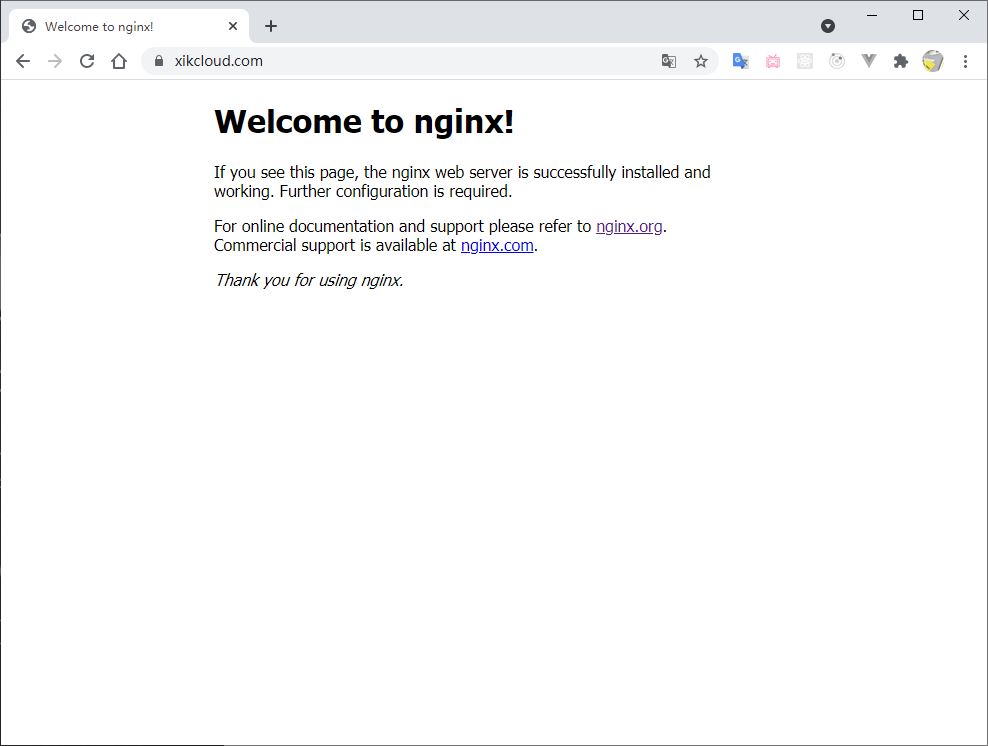 Welcome to nginx!
xikcloud.com
Welcome to nginx!
If you see this page, the nginx web server is successfully installed and
working. Further configuration is required.
For online documentation and support please refer to nginx.org.
Commercial support is available at nginx.com.
Thank you for using nginx.